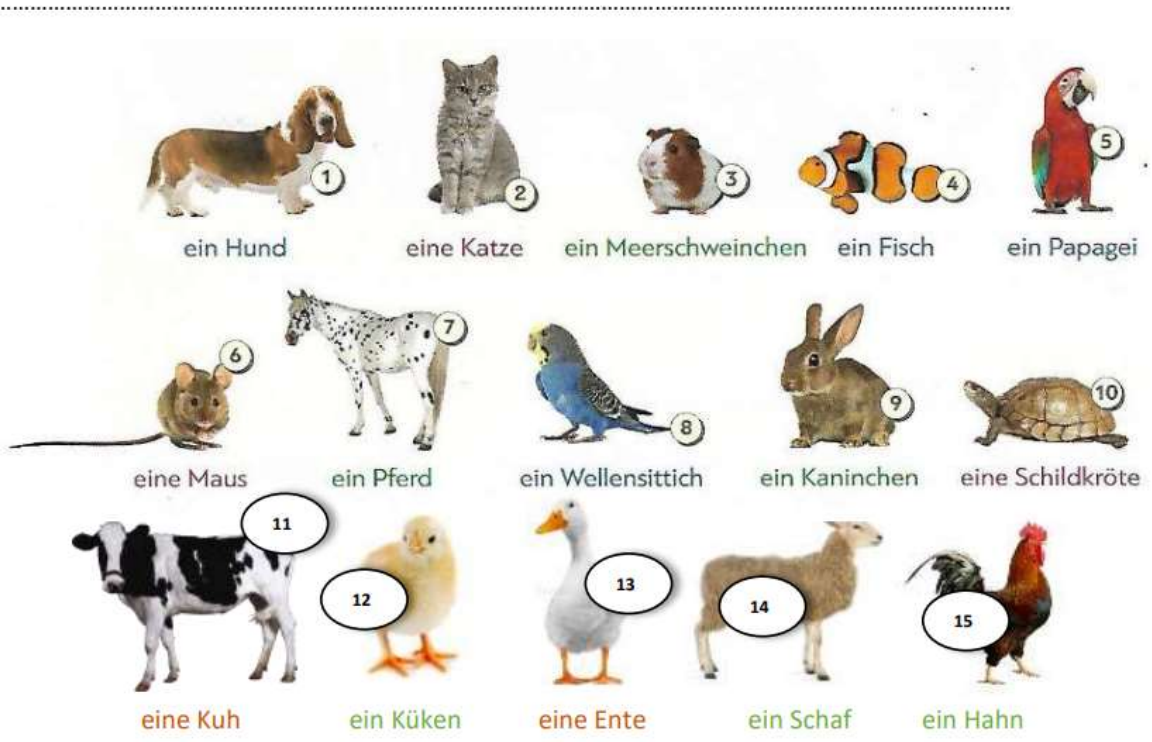 1 2 3 4 5
ein Hund eine Katze ein Meerschweinchen ein Fisch ein Papagei
6 7 8 9 10
eine Maus ein Pferd ein Wellensittich ein Kaninchen eine Schildkröte
11 12 13 14 15
eine Kuh ein Küken eine Ente ein Schaf ein Hahn